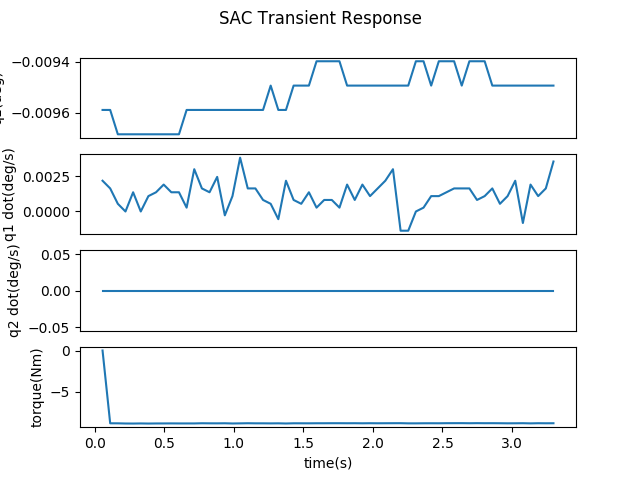 SAC Transient Response
−0.0094
−0.0096
q1 dot(deg/s)
0.0025
0.0000
q2 dot(deg/s)
0.05
0.00
−0.05
torque(Nm)
0
−5
0.0 0.5 1.0 1.5 2.0 2.5 3.0
time(s)